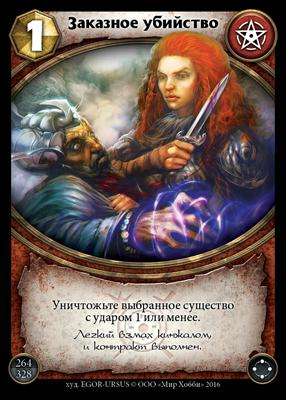 1
Заказное убийство
Уничтожьте выбранное существо
с ударом 1 или менее.
Легкий взмах кинжалом,
и контракт выполнен.
264
328
худ. EGOR-URSUS © ООО «Мир Хобби» 2016